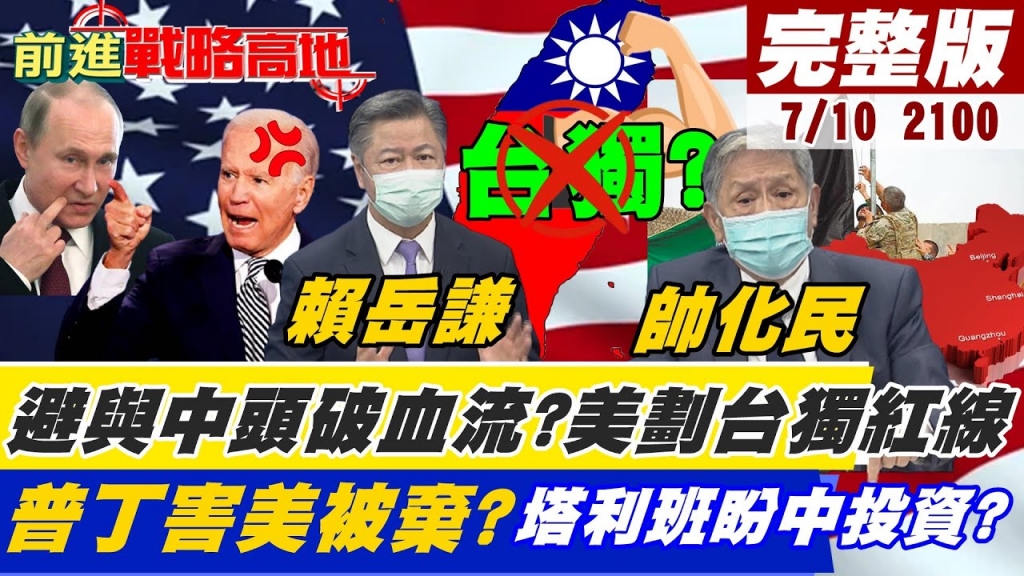 前進戰略高地
完整版
7/10 2100
台獨?
Beijing
Shanghai
Guangzhou
賴岳謙
帥化民
避與中頭破血流?美劃台獨紅線
普丁害美被棄?塔利班盼中投資?